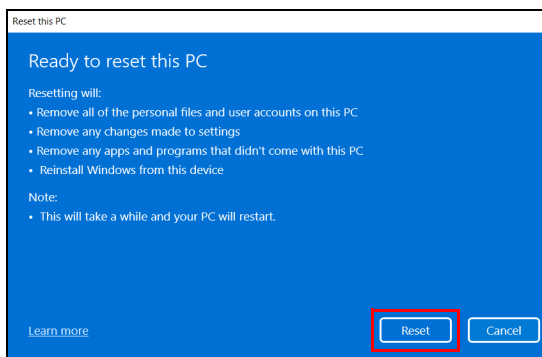 Reset this PC
Ready to reset this PC
Resetting will:
• Remove all of the personal files and user accounts on this PC
• Remove any changes made to settings
• Remove any apps and programs that didn't come with this PC
• Reinstall Windows from this device
Note:
• This will take a while and your PC will restart.
Learn more
Reset
Cancel